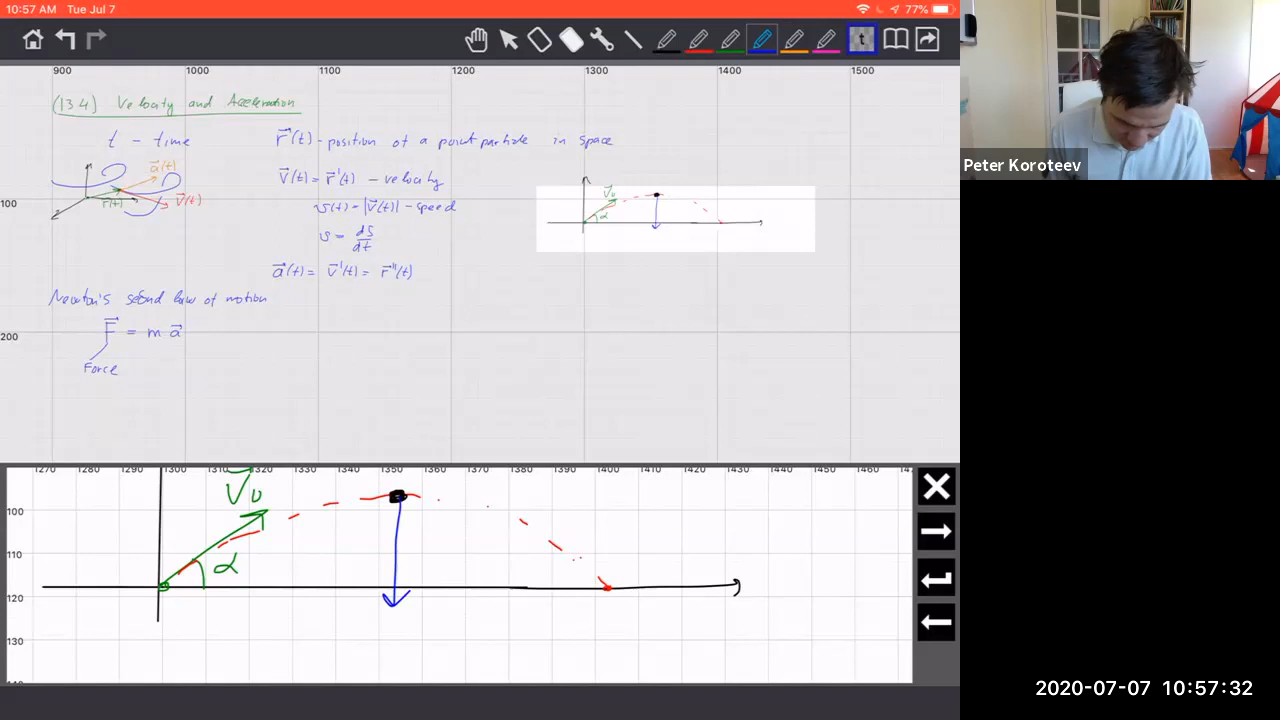 10:57 AM Tue Jul 7
77%
t
900 1000 1100 1200 1300 1400 1500
(13.4) Velocity and Acceleration
t - time
r⃗(t) - position of a point particle in space
a⃗(t)
r⃗(t)
v⃗(t)
v⃗(t) = r⃗'(t) - velocity
v(t) = |v⃗(t)| - speed
v = ds/dt
a⃗(t) = v⃗'(t) = r⃗''(t)
V⃗0
α
100
Newton's second law of motion
F⃗ = m a⃗
200
Force
1270 1280 1290 1300 1310 1320 1330 1340 1350 1360 1370 1380 1390 1400 1410 1420 1430 1440 1450 1460
V⃗0
100
α
110
120
130
Peter Koroteev
2020-07-07 10:57:32